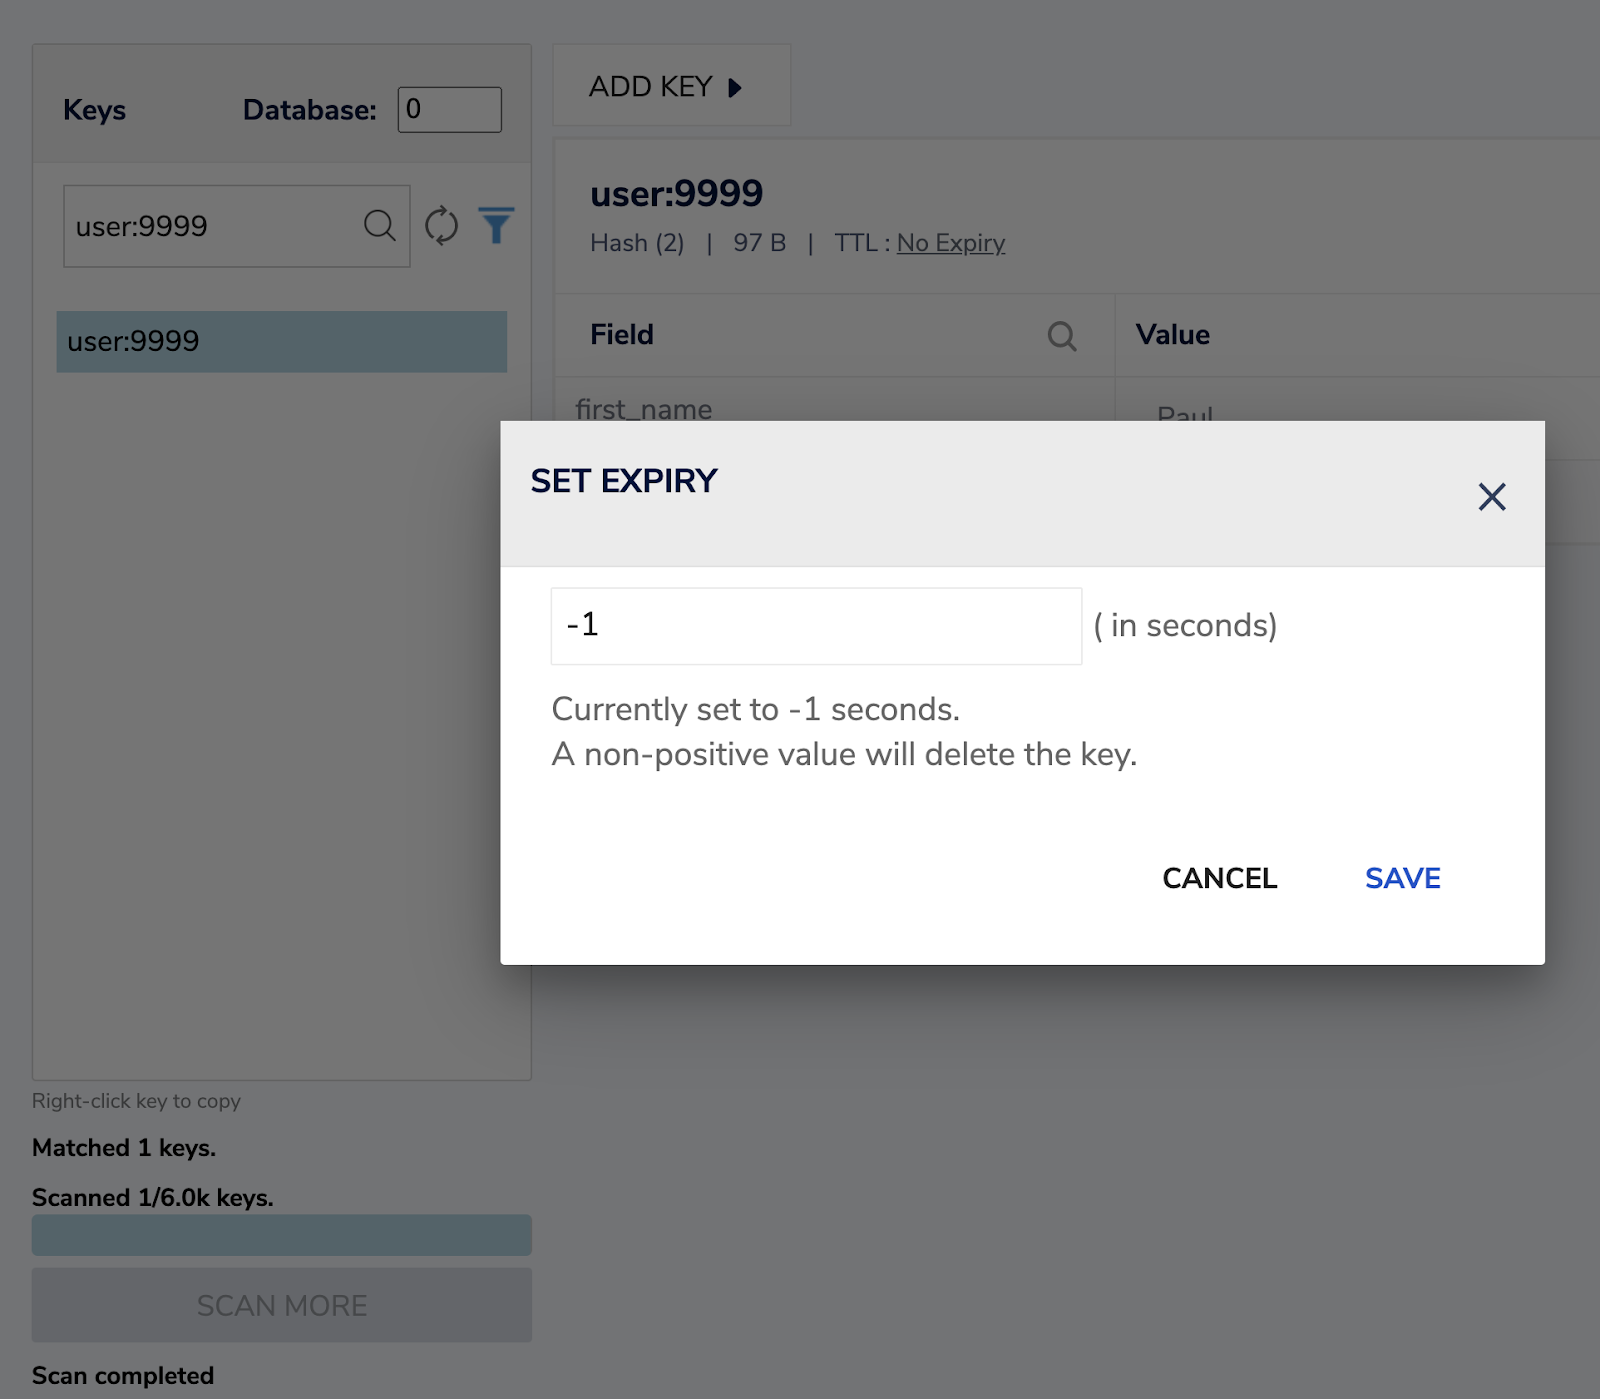 Keys Database: 0
user:9999
user:9999
Right-click key to copy
Matched 1 keys.
Scanned 1/6.0k keys.
SCAN MORE
Scan completed
ADD KEY
user:9999
Hash (2) | 97 B | TTL : No Expiry
Field Value
first_name Paul
SET EXPIRY
-1 ( in seconds)
Currently set to -1 seconds.
A non-positive value will delete the key.
CANCEL SAVE